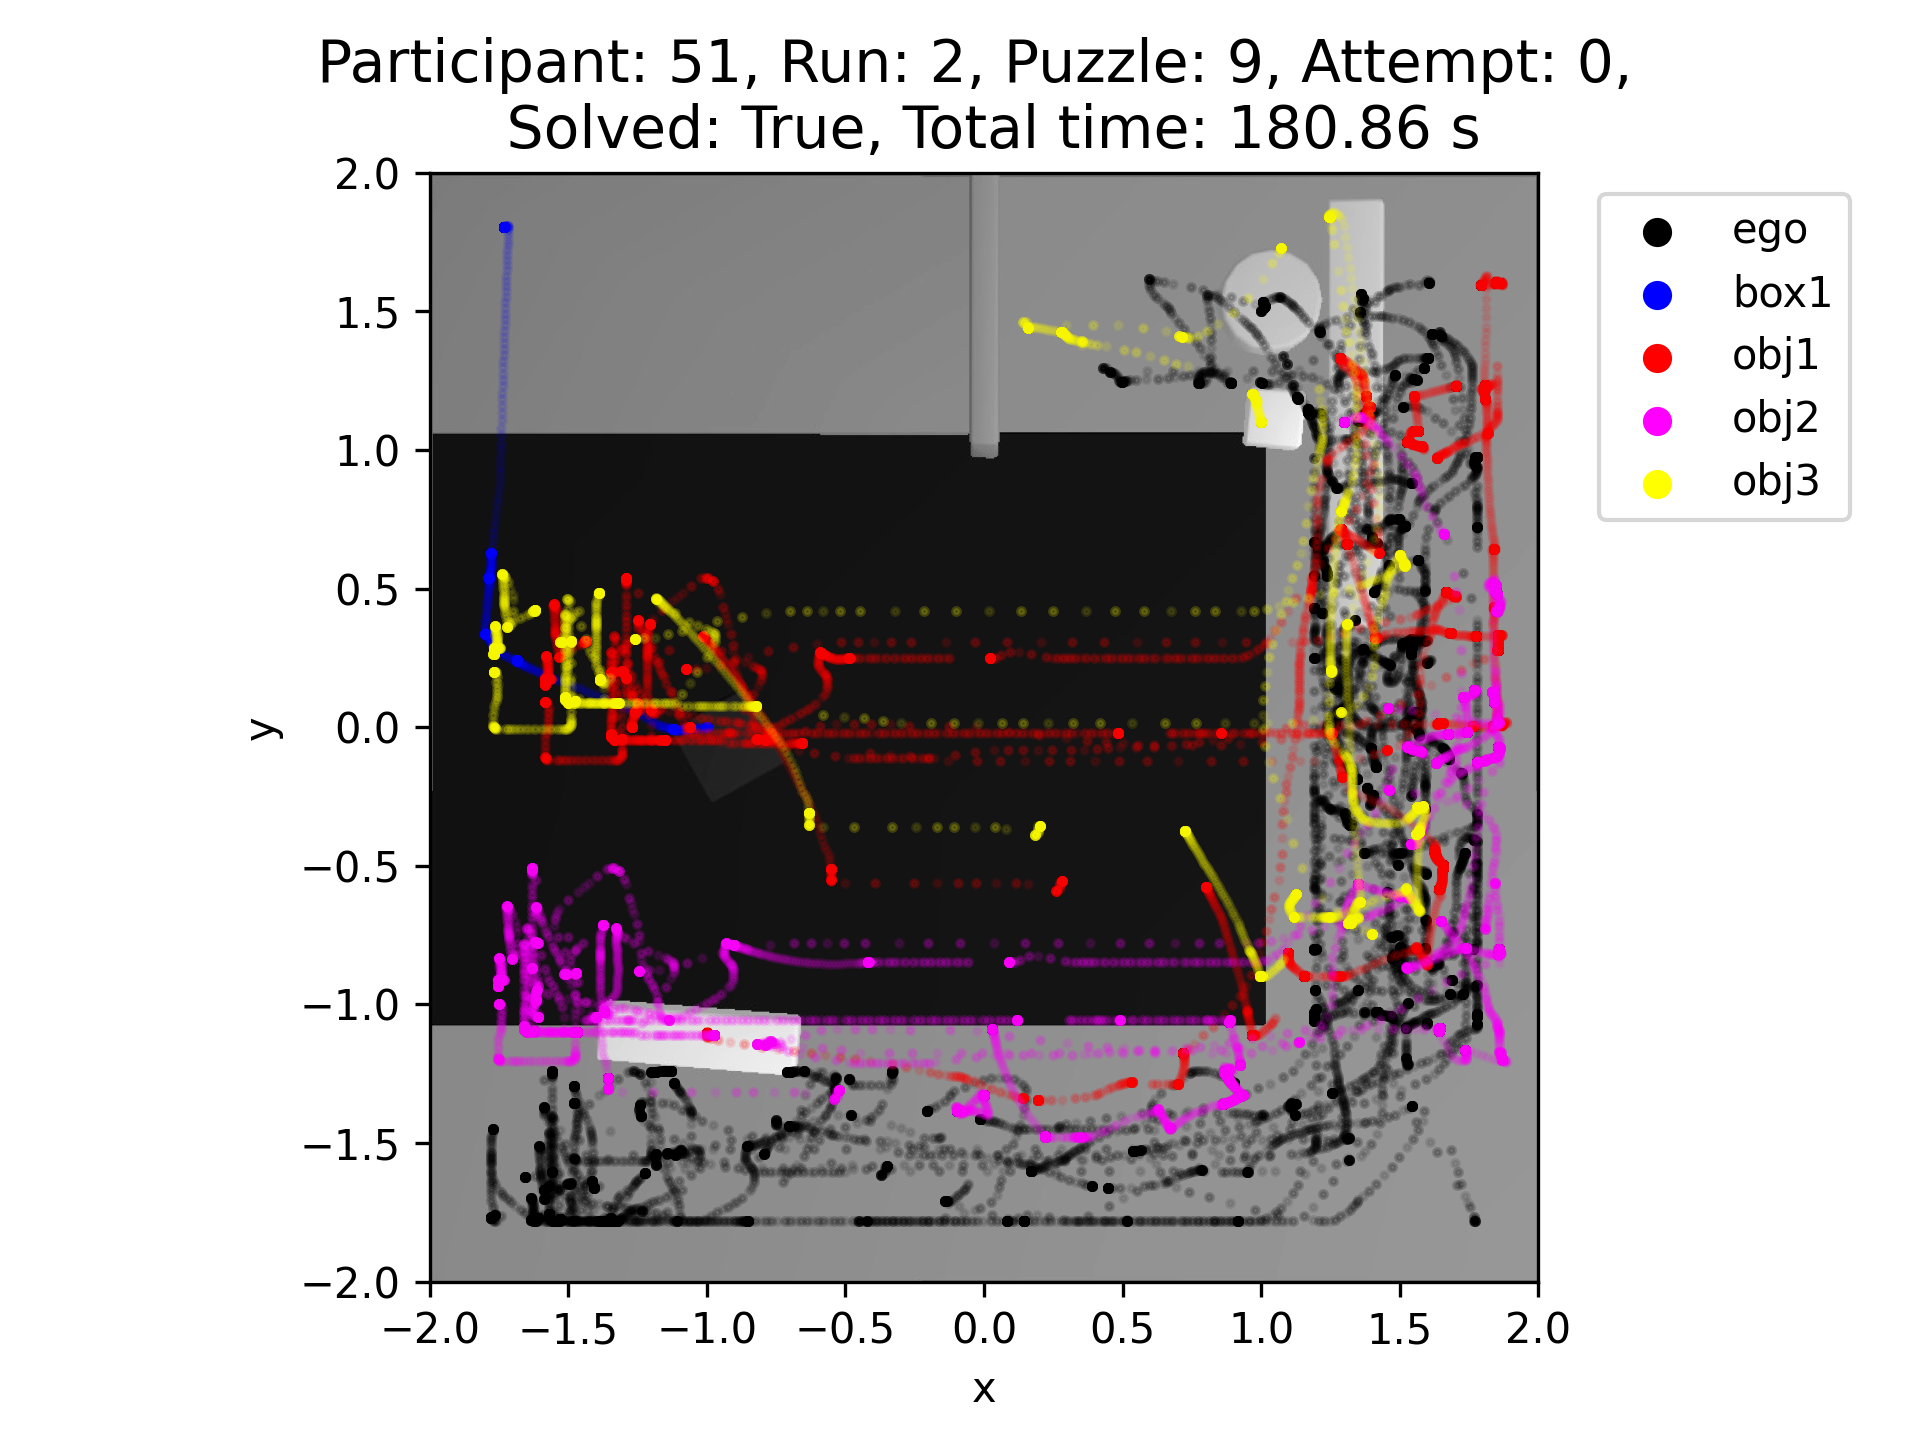 Participant: 51, Run: 2, Puzzle: 9, Attempt: 0,
Solved: True, Total time: 180.86 s
2.0
1.5
1.0
0.5
0.0
−0.5
−1.0
−1.5
−2.0
y
−2.0 −1.5 −1.0 −0.5 0.0 0.5 1.0 1.5 2.0
x
ego
box1
obj1
obj2
obj3